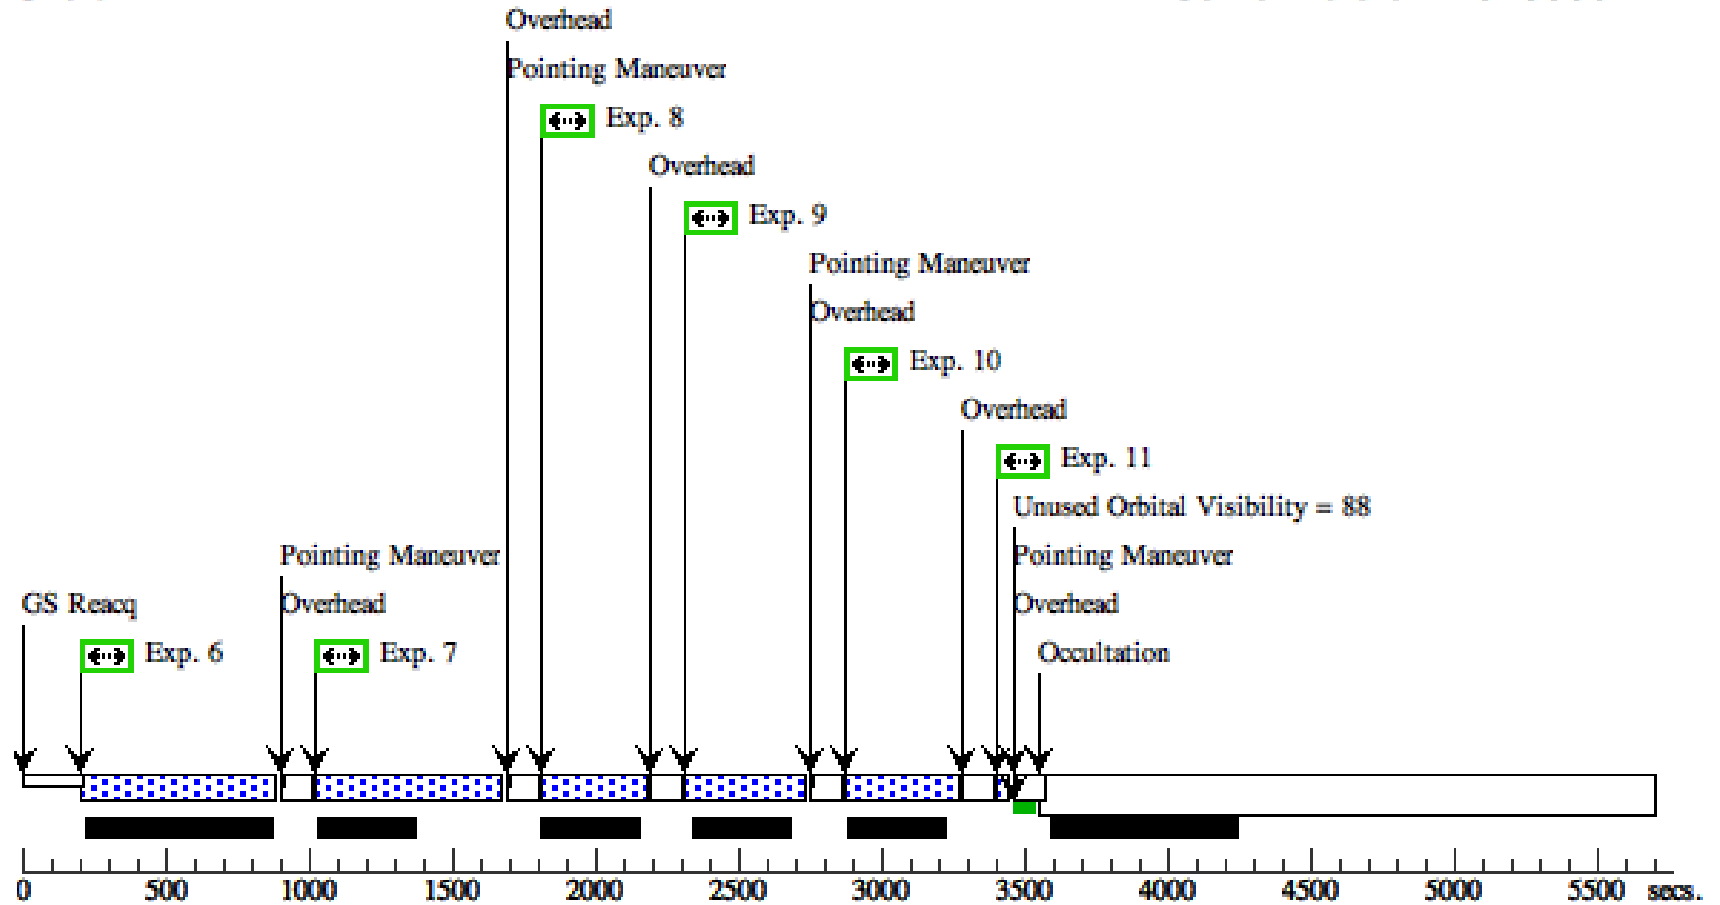 Overhead
Pointing Maneuver
Exp. 8
Overhead
Exp. 9
Pointing Maneuver
Overhead
Exp. 10
Overhead
Exp. 11
Unused Orbital Visibility = 88
Pointing Maneuver
Pointing Maneuver
GS Reacq
Overhead
Overhead
Exp. 6
Exp. 7
Occultation
0 500 1000 1500 2000 2500 3000 3500 4000 4500 5000 5500 secs.